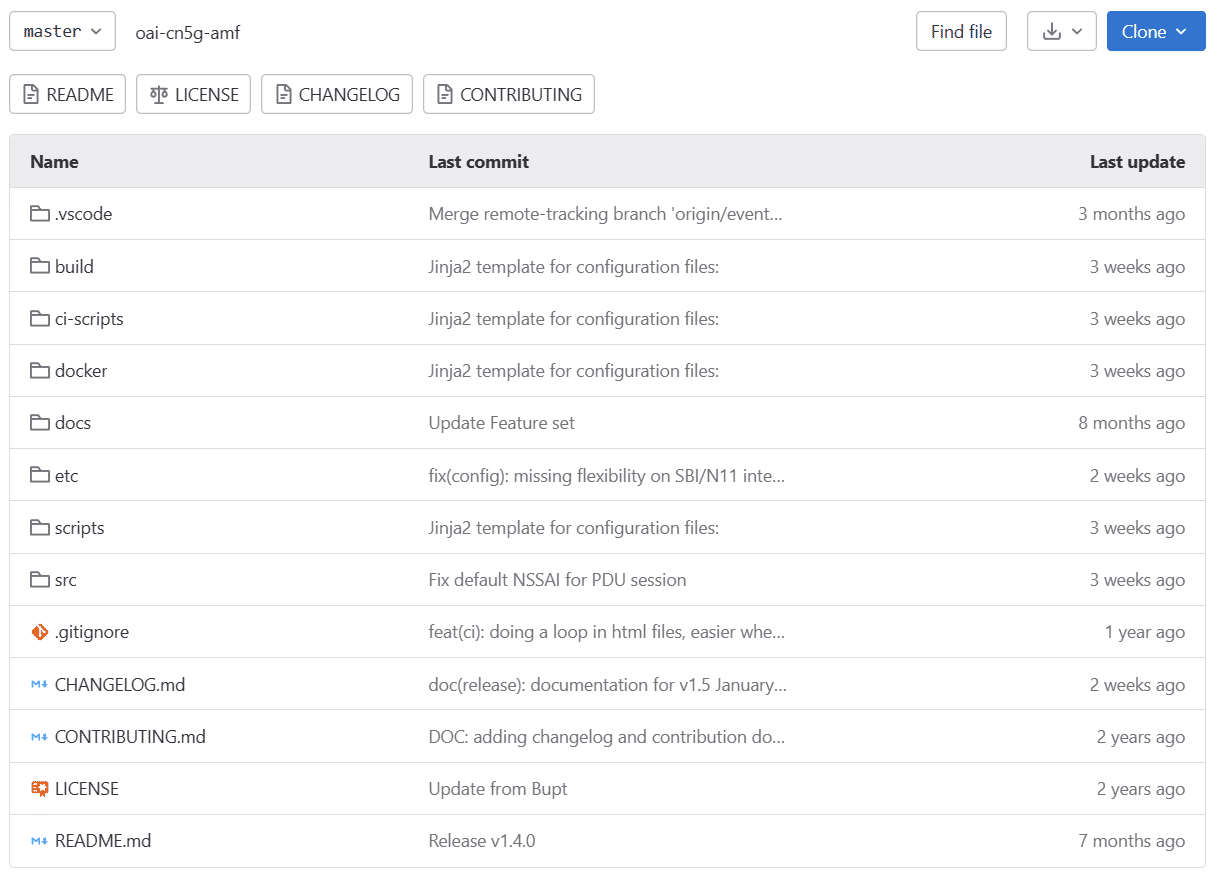 master oai-cn5g-amf Find file Clone
README LICENSE CHANGELOG CONTRIBUTING
Name Last commit Last update
.vscode Merge remote-tracking branch 'origin/event... 3 months ago
build Jinja2 template for configuration files: 3 weeks ago
ci-scripts Jinja2 template for configuration files: 3 weeks ago
docker Jinja2 template for configuration files: 3 weeks ago
docs Update Feature set 8 months ago
etc fix(config): missing flexibility on SBI/N11 inte... 2 weeks ago
scripts Jinja2 template for configuration files: 3 weeks ago
src Fix default NSSAI for PDU session 3 weeks ago
.gitignore feat(ci): doing a loop in html files, easier whe... 1 year ago
CHANGELOG.md doc(release): documentation for v1.5 January... 2 weeks ago
CONTRIBUTING.md DOC: adding changelog and contribution do... 2 years ago
LICENSE Update from Bupt 2 years ago
README.md Release v1.4.0 7 months ago